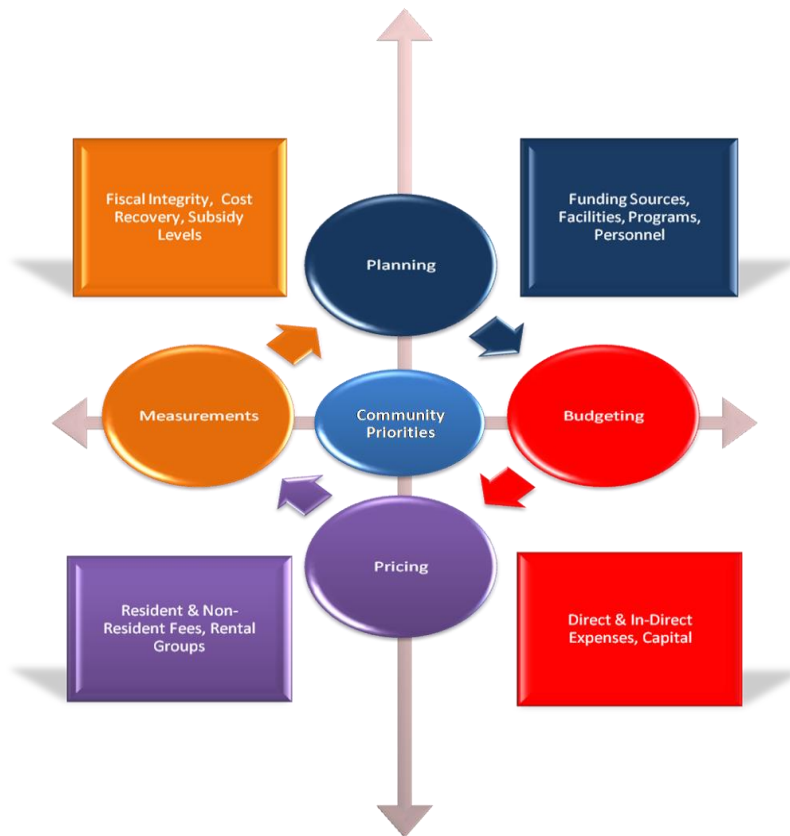 Fiscal Integrity, Cost
Recovery, Subsidy
Levels
Funding Sources,
Facilities, Programs,
Personnel
Planning
Measurements
Community
Priorities
Budgeting
Pricing
Resident & Non-
Resident Fees, Rental
Groups
Direct & In-Direct
Expenses, Capital